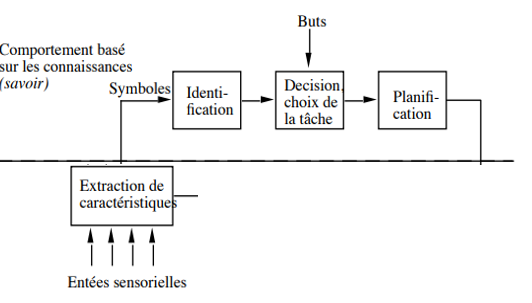 Buts
Comportement basé
sur les connaissances
(savoir)
Symboles
Identi-
fication
Decision,
choix de
la tâche
Planifi-
cation
Extraction de
caractéristiques
Entées sensorielles